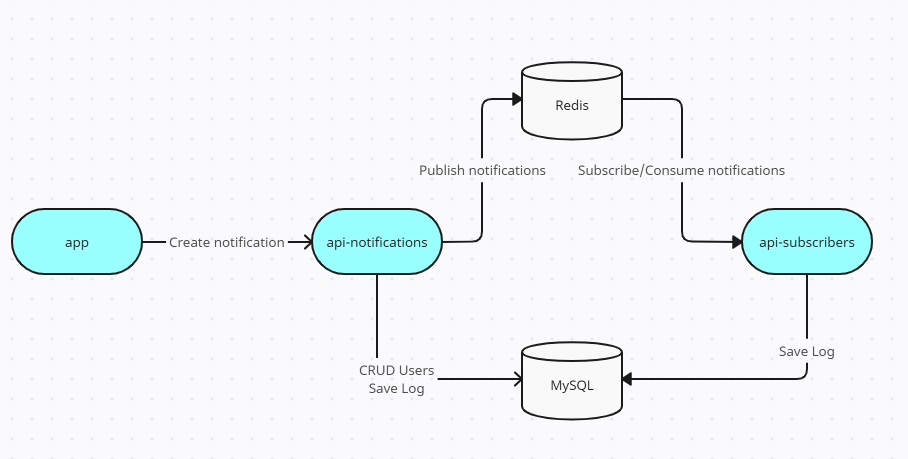 Redis
Publish notifications
Subscribe/Consume notifications
app
Create notification
api-notifications
api-subscribers
Save Log
CRUD Users
Save Log
MySQL